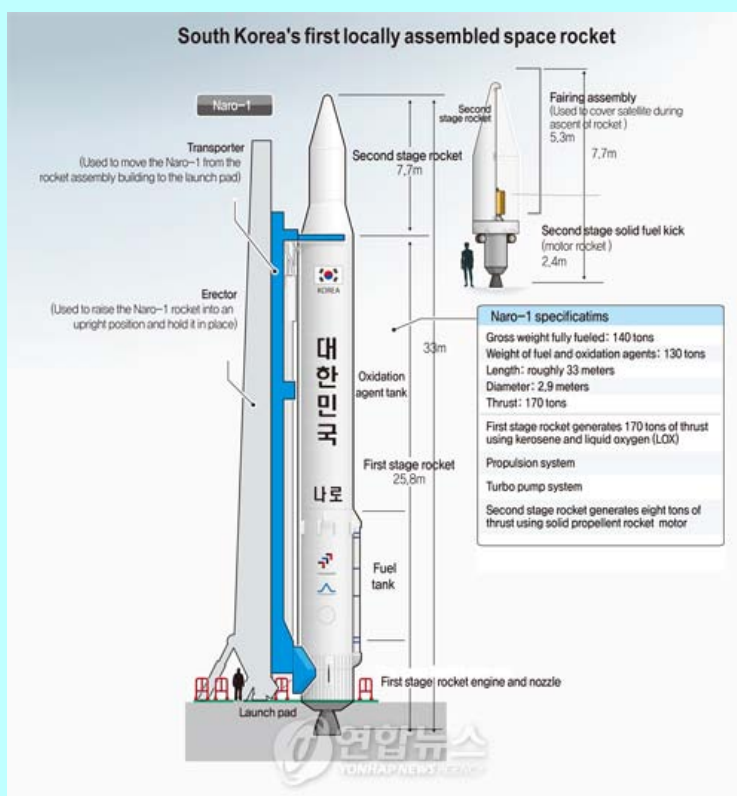 South Korea's first locally assembled space rocket
Naro-1
Transporter
(Used to move the Naro-1 from the
rocket assembly building to the launch pad)
Erector
(Used to raise the Naro-1 rocket into an
upright position and hold it in place)
Second stage rocket
7.7m
KOREA
대한민국
나로
33m
Oxidation
agent tank
First stage rocket
25.8m
Fuel
tank
First stage rocket engine and nozzle
Launch pad
Second
stage rocket
Fairing assembly
(Used to cover satellite during
ascent of rocket )
5.3m
7.7m
Second stage solid fuel kick
(motor rocket)
2.4m
Naro-1 specificatims
Gross weight fully fueled: 140 tons
Weight of fuel and oxidation agents: 130 tons
Length: roughly 33 meters
Diameter: 2,9 meters
Thrust: 170 tons
First stage rocket generates 170 tons of thrust
using kerosene and liquid oxygen (LOX)
Propulsion system
Turbo pump system
Second stage rocket generates eight tons of
thrust using solid propellent rocket motor
연합뉴스
YONHAP NEWS AGENCY